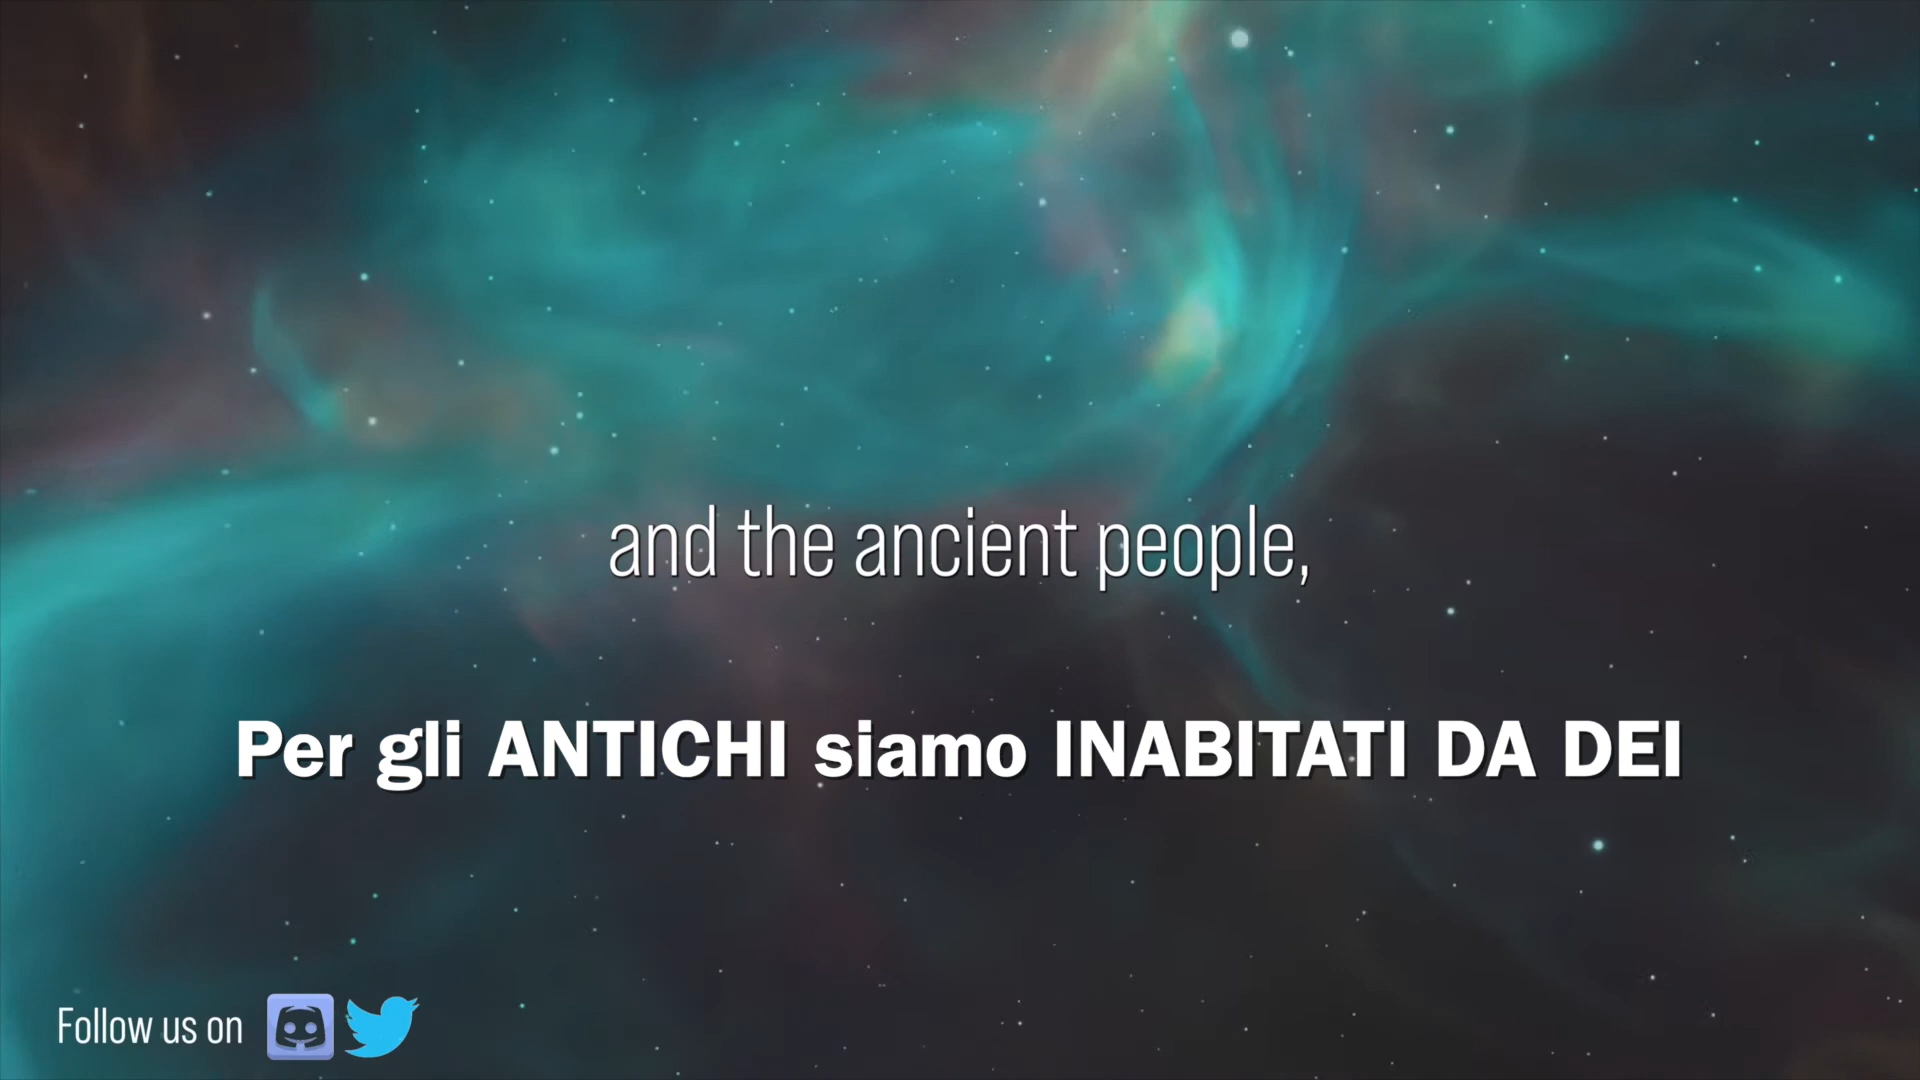 and the ancient people,
Per gli ANTICHI siamo INABITATI DA DEI
Follow us on